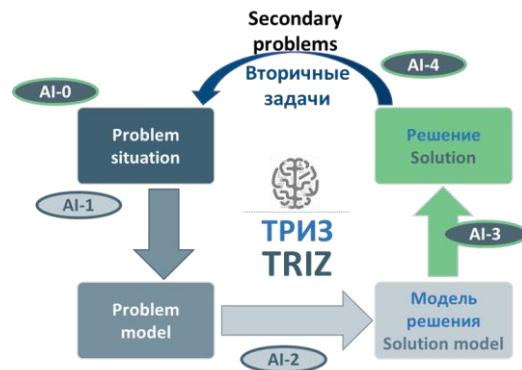 Secondary
problems
Вторичные
задачи
AI-0
AI-4
Problem
situation
Решение
Solution
AI-1
ТРИЗ
TRIZ
AI-3
Problem
model
AI-2
Модель
решения
Solution model